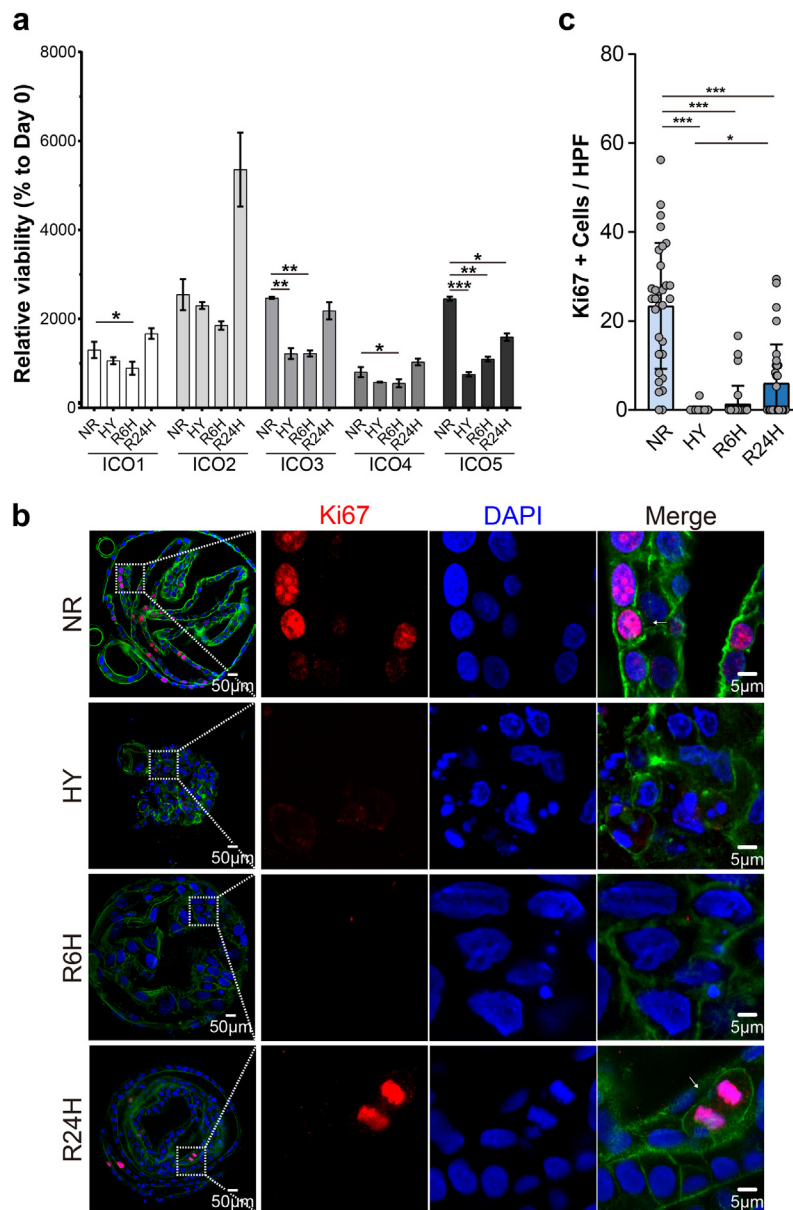 a
Relative viability (% to Day 0)
8000
6000
4000
2000
0
*
**
**
*
*
**
***
NR HY R6H R24H NR HY R6H R24H NR HY R6H R24H NR HY R6H R24H NR HY R6H R24H
ICO1 ICO2 ICO3 ICO4 ICO5
c
Ki67 + Cells / HPF
80
60
40
20
0
***
***
***
*
NR HY R6H R24H
b
Ki67 DAPI Merge
NR
50µm
5µm
HY
50µm
5µm
R6H
50µm
5µm
R24H
50µm
5µm